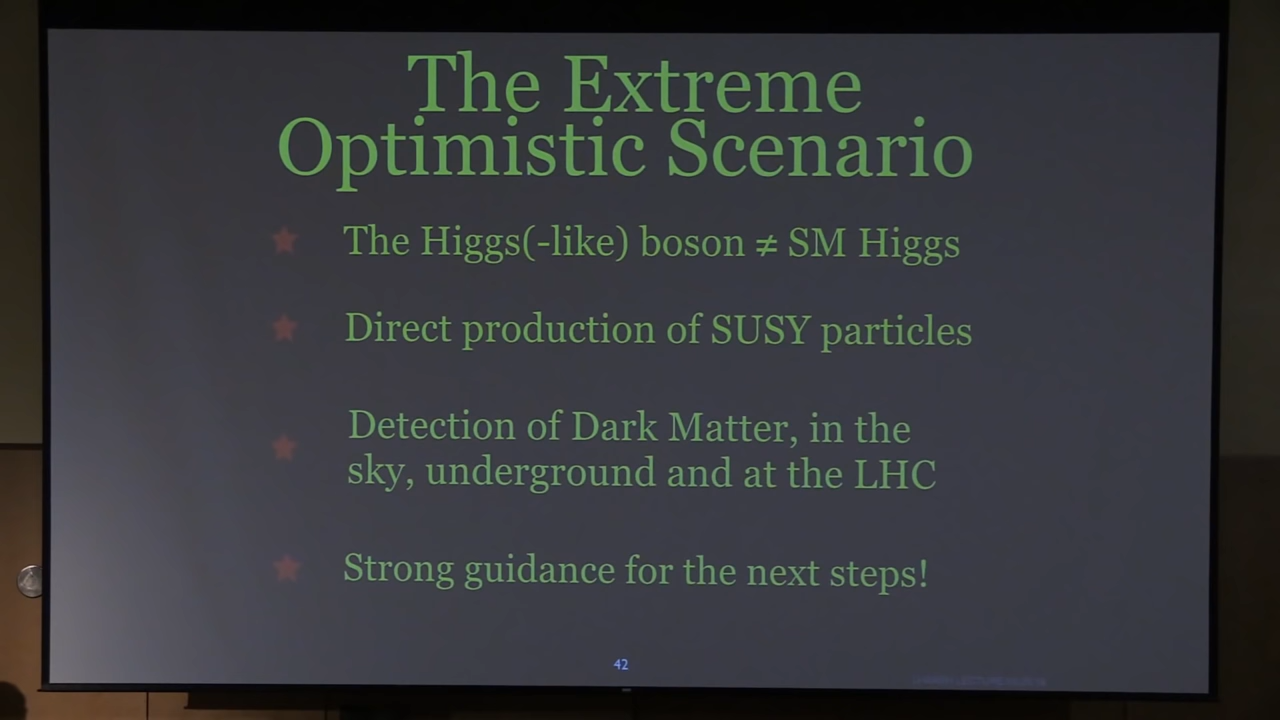 The Extreme
Optimistic Scenario
The Higgs(-like) boson ≠ SM Higgs
Direct production of SUSY particles
Detection of Dark Matter, in the
sky, underground and at the LHC
Strong guidance for the next steps!
42